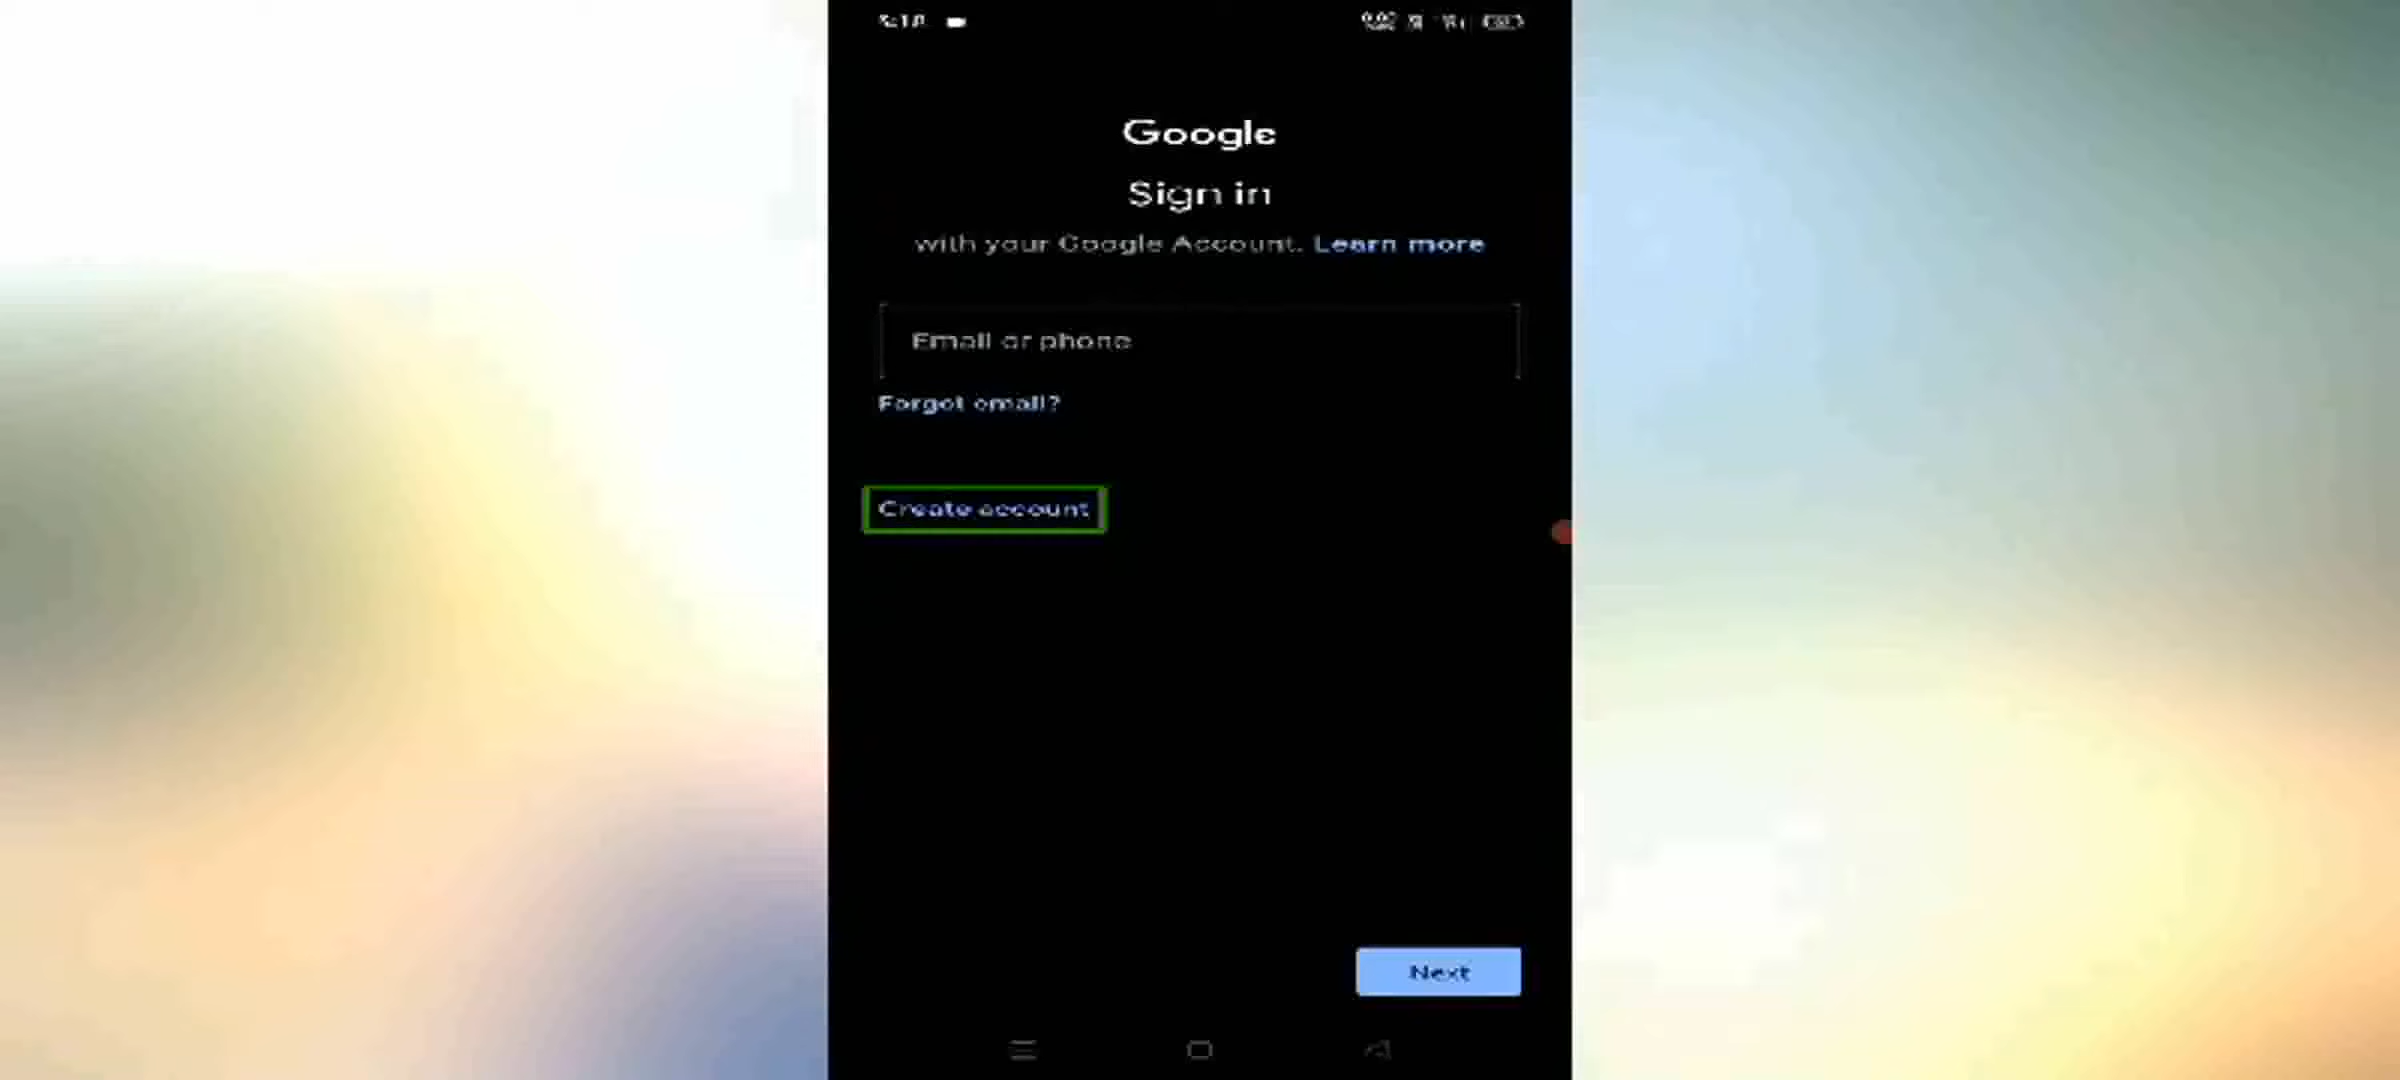 Google
Sign in
with your Google Account. Learn more
Email or phone
Forgot email?
Create account
Next